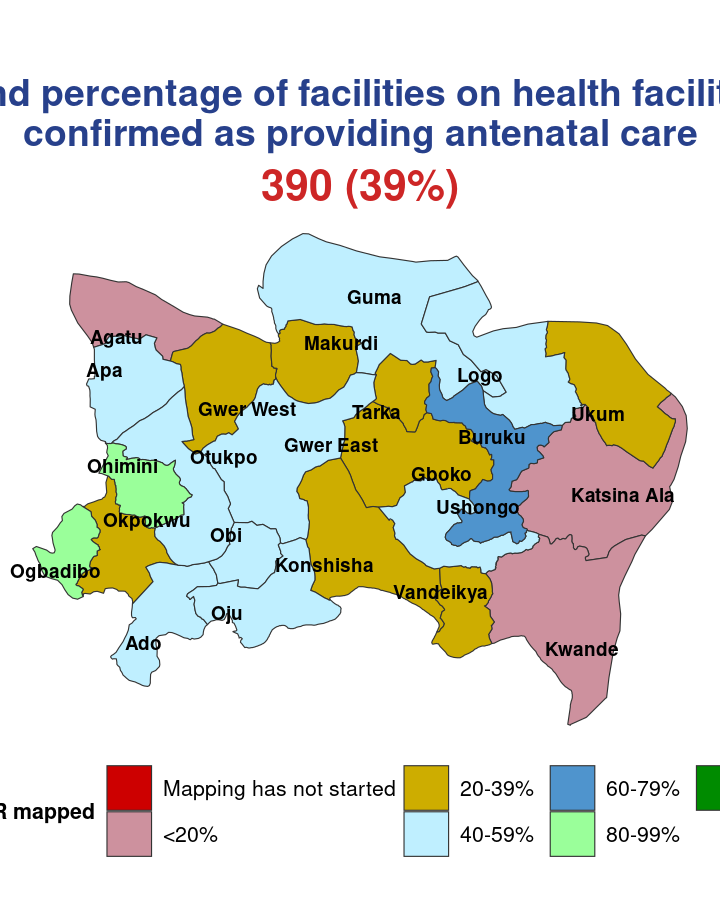 percentage of facilities on health
confirmed as providing antenatal care
390 (39%)
Guma
Agatu
Makurdi
Apa
Logo
Gwer West
Tarka
Ukum
Buruku
Gwer East
Otukpo
Ohimini
Gboko
Katsina Ala
Ushongo
Okpokwu
Obi
Konshisha
Ogbadibo
Vandeikya
Oju
Ado
Kwande
Mapping has not started
20-39%
60-79%
R mapped
<20%
40-59%
80-99%